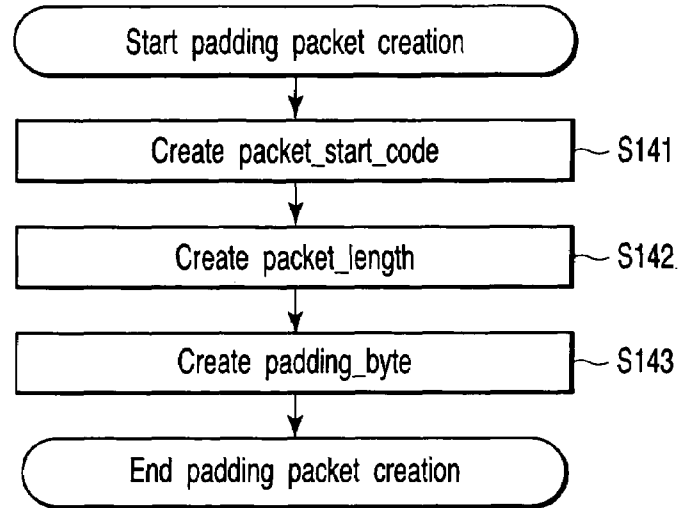 Start padding packet creation
Create packet_start_code
S141
Create packet_length
S142
Create padding_byte
S143
End padding packet creation